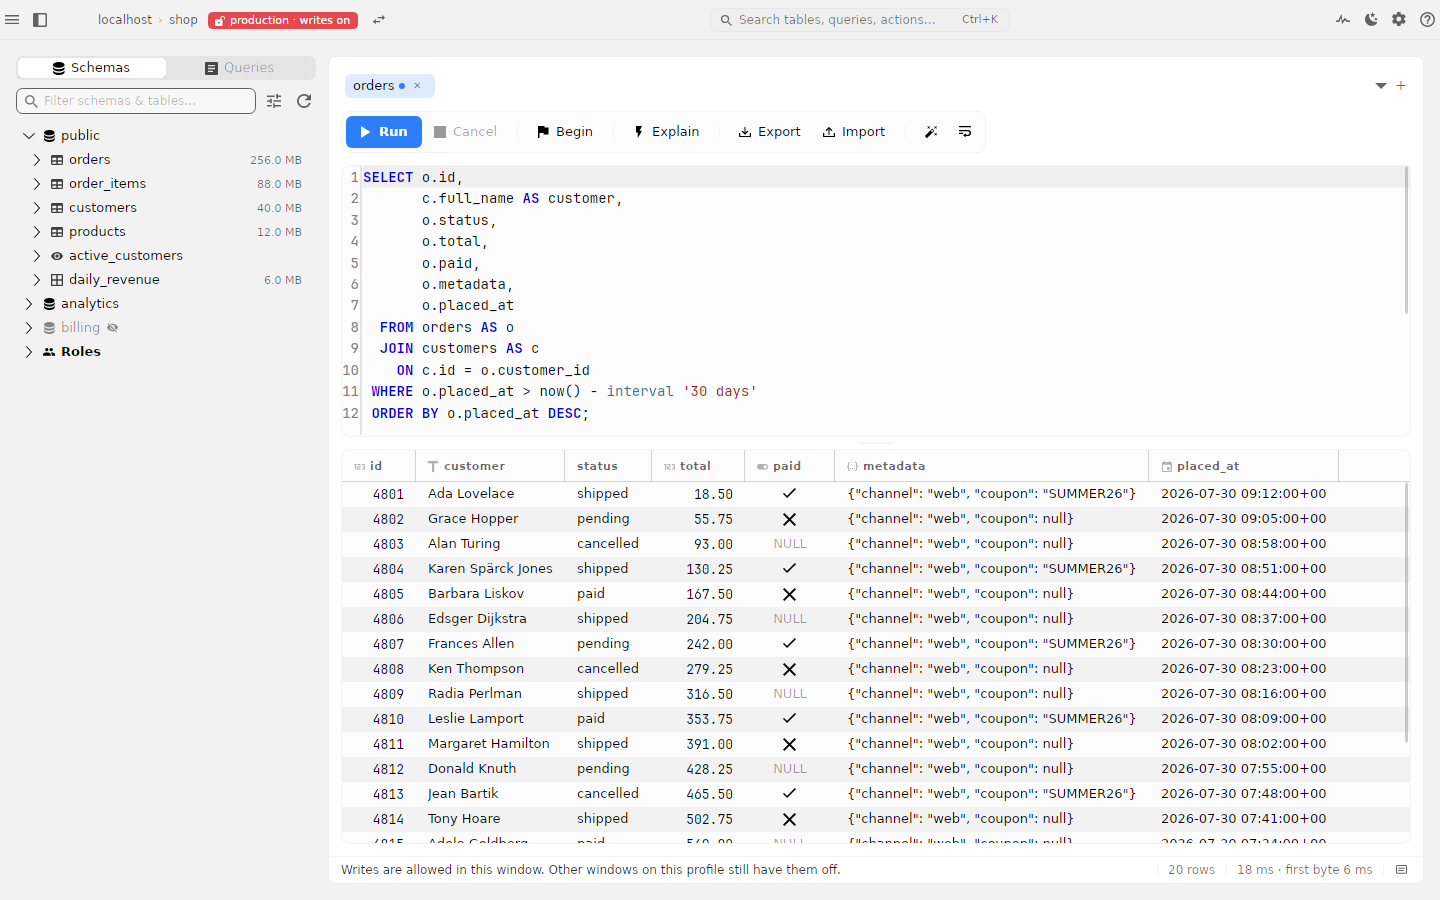 localhost › shop production · writes on
Search tables, queries, actions... Ctrl+K
Schemas Queries
Filter schemas & tables...
public
orders 256.0 MB
order_items 88.0 MB
customers 40.0 MB
products 12.0 MB
active_customers
daily_revenue 6.0 MB
analytics
billing
Roles
orders
Run Cancel Begin Explain Export Import
1 SELECT o.id,
2 c.full_name AS customer,
3 o.status,
4 o.total,
5 o.paid,
6 o.metadata,
7 o.placed_at
8 FROM orders AS o
9 JOIN customers AS c
10 ON c.id = o.customer_id
11 WHERE o.placed_at > now() - interval '30 days'
12 ORDER BY o.placed_at DESC;
123 id customer status 123 total paid {..} metadata placed_at
4801 Ada Lovelace shipped 18.50 {"channel": "web", "coupon": "SUMMER26"} 2026-07-30 09:12:00+00
4802 Grace Hopper pending 55.75 {"channel": "web", "coupon": null} 2026-07-30 09:05:00+00
4803 Alan Turing cancelled 93.00 NULL {"channel": "web", "coupon": null} 2026-07-30 08:58:00+00
4804 Karen Spärck Jones shipped 130.25 {"channel": "web", "coupon": "SUMMER26"} 2026-07-30 08:51:00+00
4805 Barbara Liskov paid 167.50 {"channel": "web", "coupon": null} 2026-07-30 08:44:00+00
4806 Edsger Dijkstra shipped 204.75 NULL {"channel": "web", "coupon": null} 2026-07-30 08:37:00+00
4807 Frances Allen pending 242.00 {"channel": "web", "coupon": "SUMMER26"} 2026-07-30 08:30:00+00
4808 Ken Thompson cancelled 279.25 {"channel": "web", "coupon": null} 2026-07-30 08:23:00+00
4809 Radia Perlman shipped 316.50 NULL {"channel": "web", "coupon": null} 2026-07-30 08:16:00+00
4810 Leslie Lamport paid 353.75 {"channel": "web", "coupon": "SUMMER26"} 2026-07-30 08:09:00+00
4811 Margaret Hamilton shipped 391.00 {"channel": "web", "coupon": null} 2026-07-30 08:02:00+00
4812 Donald Knuth pending 428.25 NULL {"channel": "web", "coupon": null} 2026-07-30 07:55:00+00
4813 Jean Bartik cancelled 465.50 {"channel": "web", "coupon": "SUMMER26"} 2026-07-30 07:48:00+00
4814 Tony Hoare shipped 502.75 {"channel": "web", "coupon": null} 2026-07-30 07:41:00+00
Writes are allowed in this window. Other windows on this profile still have them off.
20 rows 18 ms · first byte 6 ms